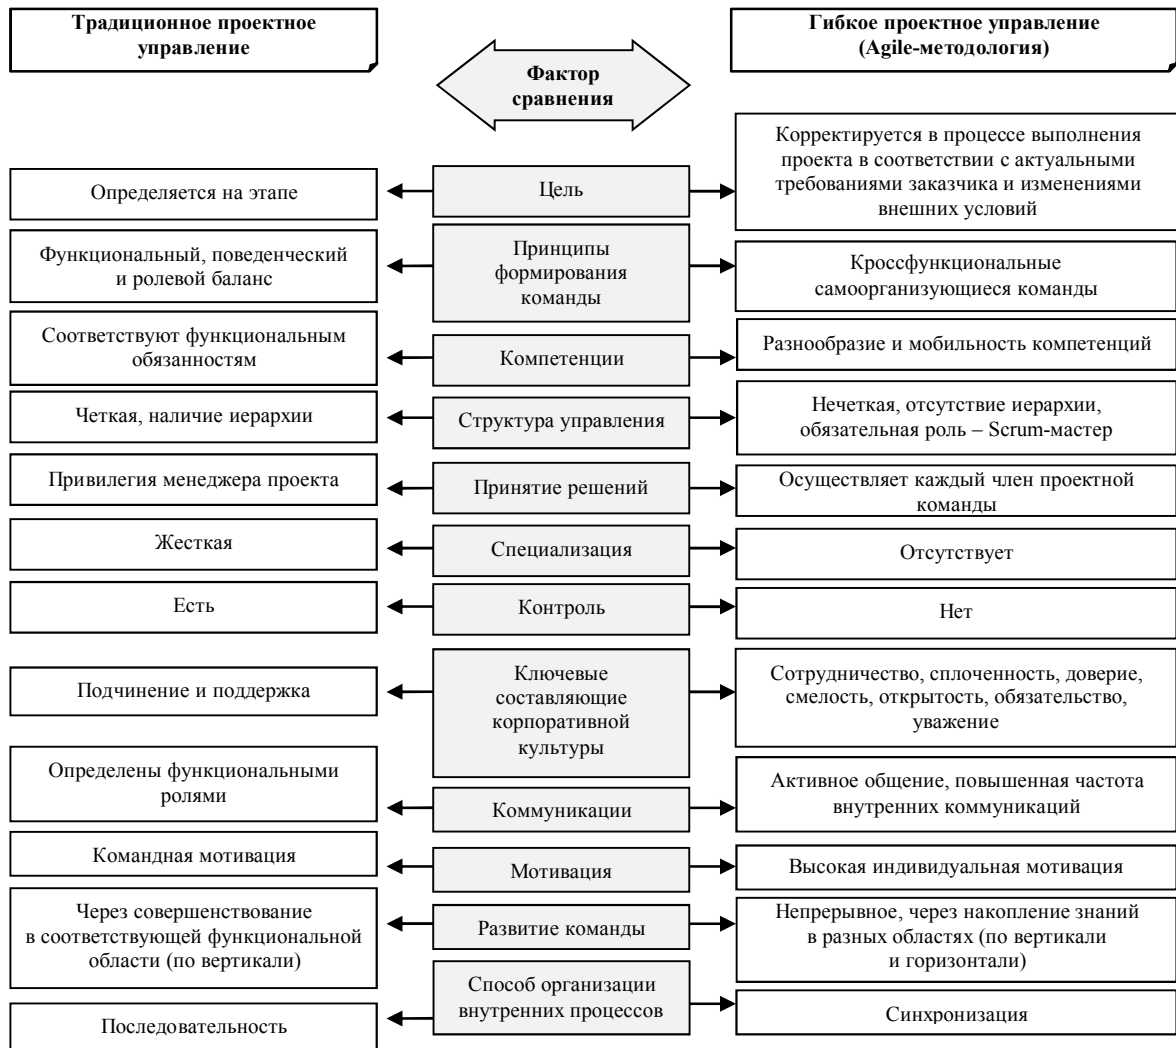 Традиционное проектное
управление
Фактор
сравнения
Гибкое проектное управление
(Agile-методология)
Определяется на этапе
Цель
Корректируется в процессе выполнения
проекта в соответствии с актуальными
требованиями заказчика и изменениями
внешних условий
Функциональный, поведенческий
и ролевой баланс
Принципы
формирования
команды
Кроссфункциональные
самоорганизующиеся команды
Соответствуют функциональным
обязанностям
Компетенции
Разнообразие и мобильность компетенций
Четкая, наличие иерархии
Структура управления
Нечеткая, отсутствие иерархии,
обязательная роль – Scrum-мастер
Привилегия менеджера проекта
Принятие решений
Осуществляет каждый член проектной
команды
Жесткая
Специализация
Отсутствует
Есть
Контроль
Нет
Подчинение и поддержка
Ключевые
составляющие
корпоративной
культуры
Сотрудничество, сплоченность, доверие,
смелость, открытость, обязательство,
уважение
Определены функциональными
ролями
Коммуникации
Активное общение, повышенная частота
внутренних коммуникаций
Командная мотивация
Мотивация
Высокая индивидуальная мотивация
Через совершенствование
в соответствующей функциональной
области (по вертикали)
Развитие команды
Непрерывное, через накопление знаний
в разных областях (по вертикали
и горизонтали)
Последовательность
Способ организации
внутренних процессов
Синхронизация